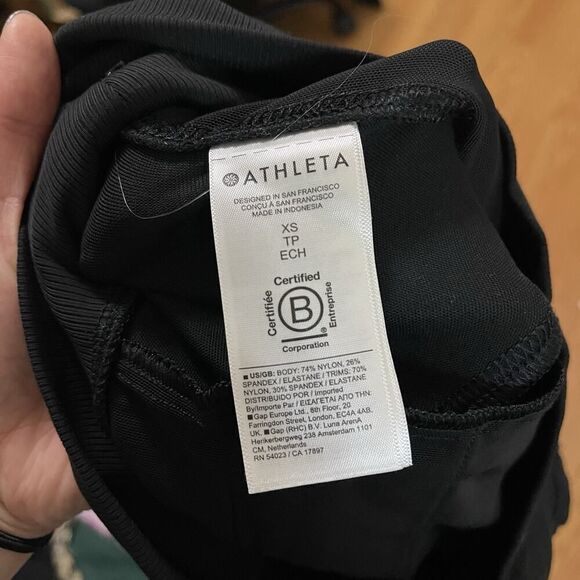 ATHLETA
DESIGNED IN SAN FRANCISCO
CONÇU À SAN FRANCISCO
MADE IN INDONESIA
XS
TP
ECH
Certified
Certifiée
B
Entreprise
®
Corporation
■ US/GB: BODY: 74% NYLON, 26%
SPANDEX / ELASTANE / TRIMS: 70%
NYLON, 30% SPANDEX / ELASTANE
DISTRIBUIDO POR / Imported
By/Importe Par / ΕΙΣΑΓΕΤΑΙ ΑΠΟ ΤΗΝ:
■ Gap Europe Ltd., 8th Floor, 20
Farringdon Street, London, EC4A 4AB,
UK, ■ Gap (RHC) B.V. Luna ArenA
Herikerbergweg 238 Amsterdam 1101
CM, Netherlands
RN 54023 / CA 17897